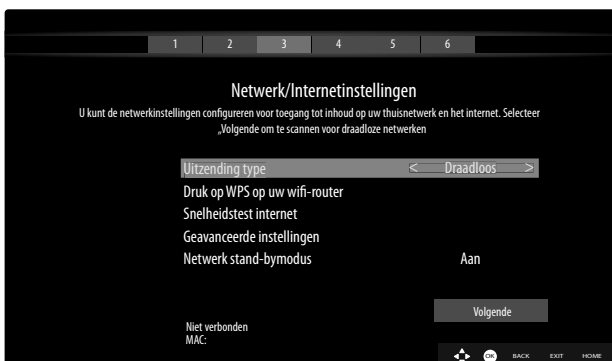 1 2 3 4 5 6
Netwerk/Internetinstellingen
U kunt de netwerkinstellingen configureren voor toegang tot inhoud op uw thuisnetwerk en het internet. Selecteer
„Volgende om te scannen voor draadloze netwerken
Uitzending type < Draadloos >
Druk op WPS op uw wifi-router
Snelheidstest internet
Geavanceerde instellingen
Netwerk stand-bymodus Aan
Volgende
Niet verbonden
MAC:
OK BACK EXIT HOME